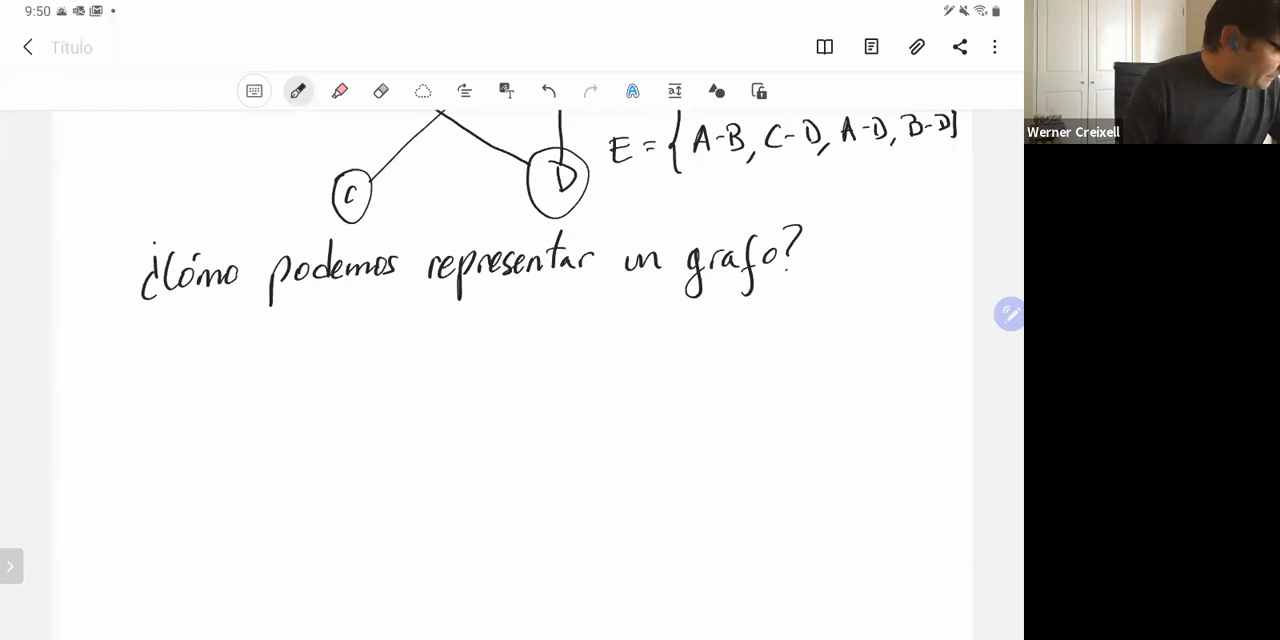 9:50
Título
Werner Creixell
E = { A-B, C-D, A-D, B-D}
C
D
¿Cómo podemos representar un grafo?